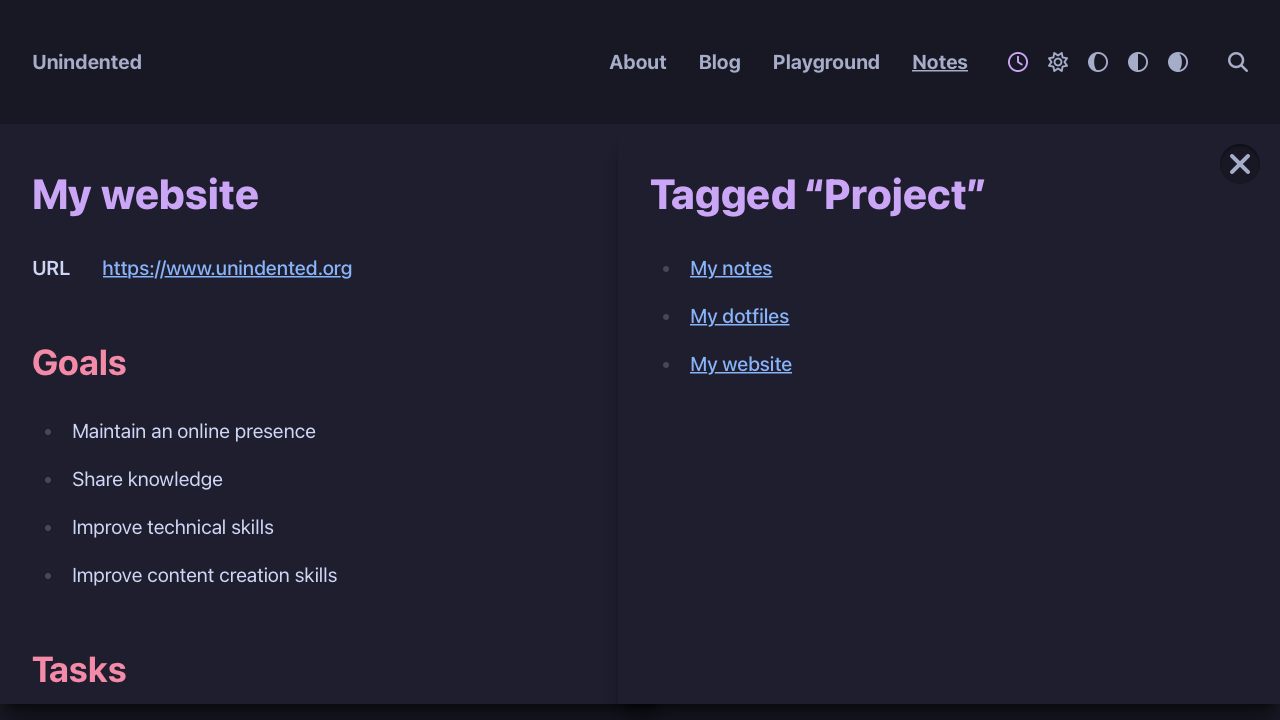 Unindented
About Blog Playground Notes
My website
URL https://www.unindented.org
Goals
Maintain an online presence
Share knowledge
Improve technical skills
Improve content creation skills
Tasks
Tagged “Project”
My notes
My dotfiles
My website